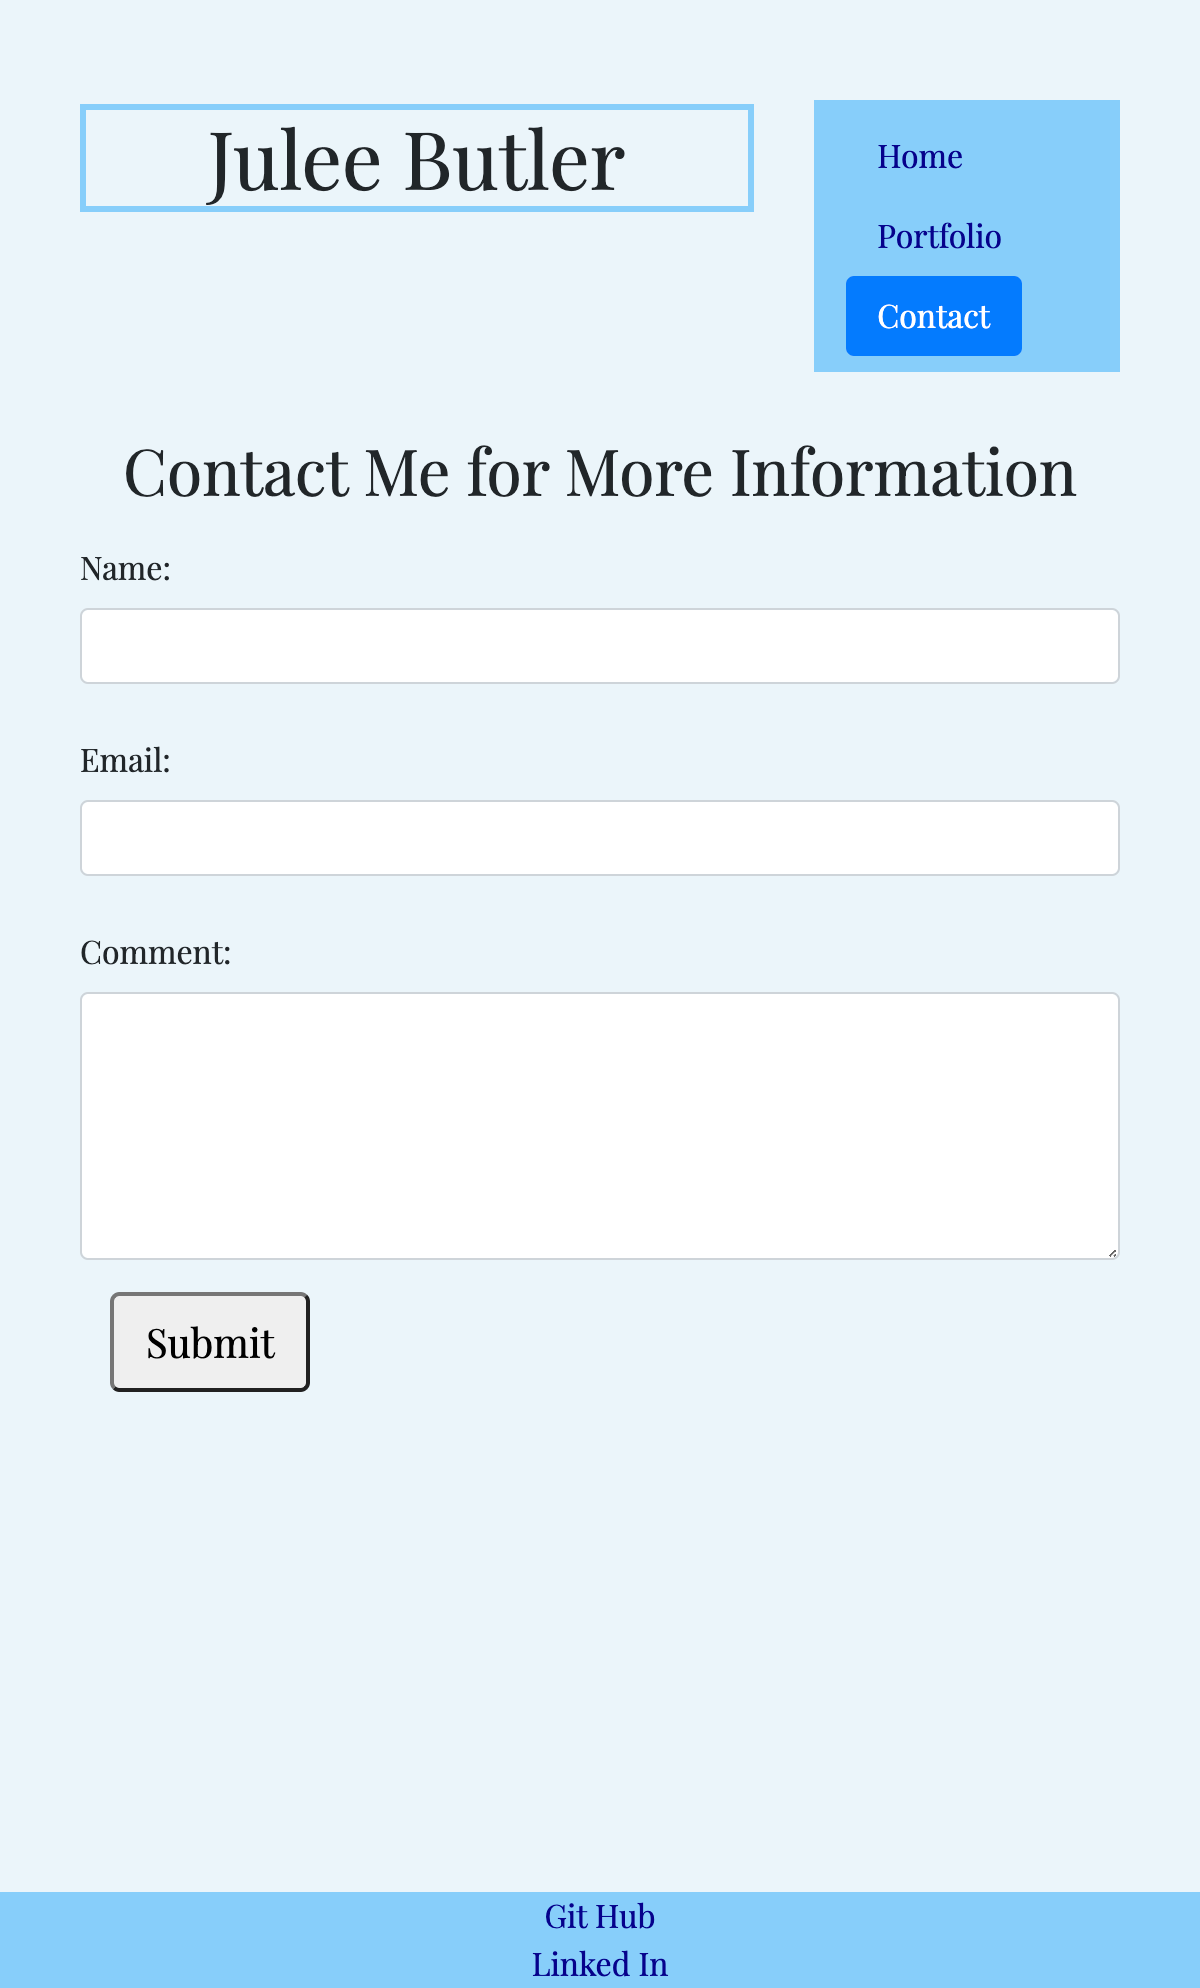 Julee Butler
Home
Portfolio
Contact
Contact Me for More Information
Name:
Email:
Comment:
Submit
Git Hub
Linked In